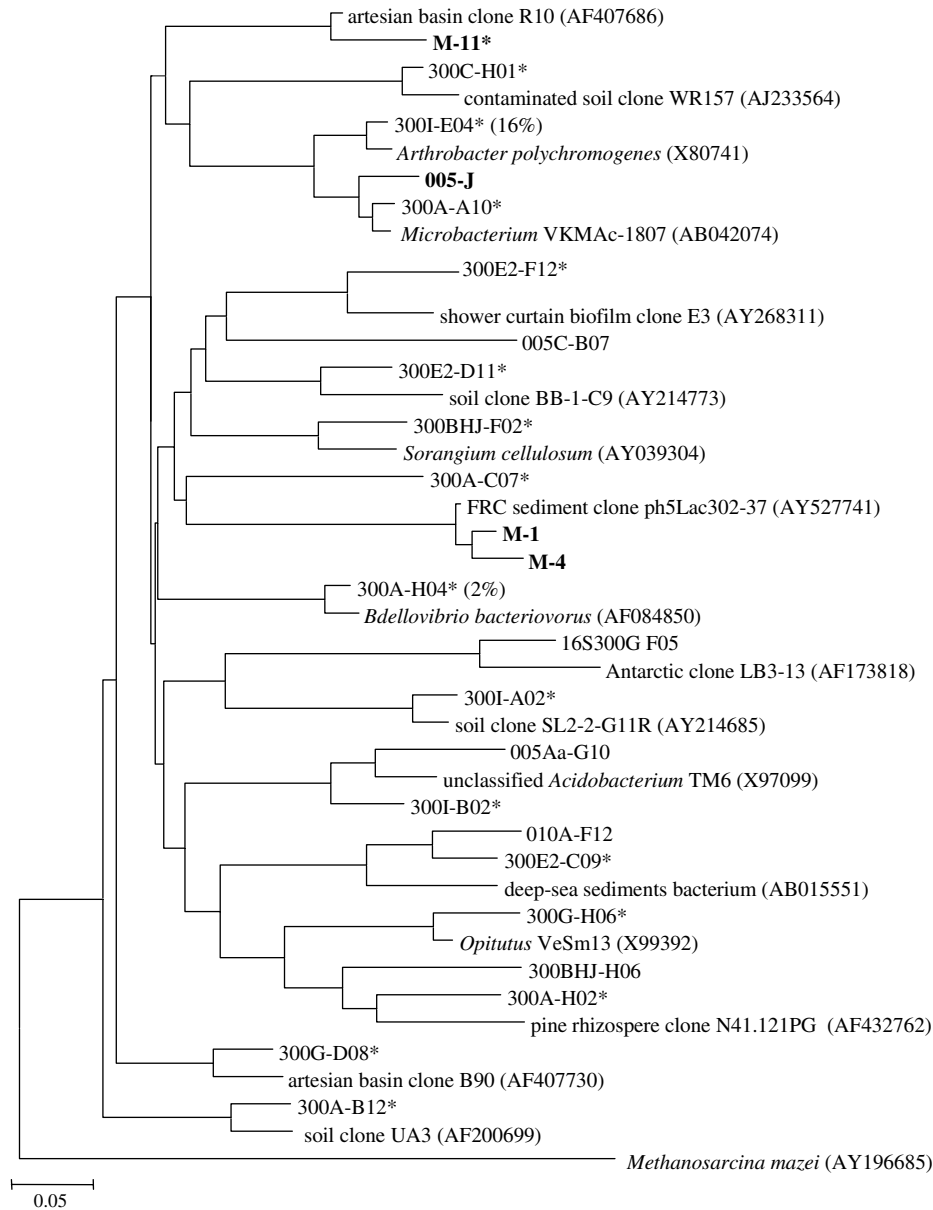 artesian basin clone R10 (AF407686)
M-11*
300C-H01*
contaminated soil clone WR157 (AJ233564)
300I-E04* (16%)
Arthrobacter polychromogenes (X80741)
005-J
300A-A10*
Microbacterium VKMAc-1807 (AB042074)
300E2-F12*
shower curtain biofilm clone E3 (AY268311)
005C-B07
300E2-D11*
soil clone BB-1-C9 (AY214773)
300BHJ-F02*
Sorangium cellulosum (AY039304)
300A-C07*
FRC sediment clone ph5Lac302-37 (AY527741)
M-1
M-4
300A-H04* (2%)
Bdellovibrio bacteriovorus (AF084850)
16S300G F05
Antarctic clone LB3-13 (AF173818)
300I-A02*
soil clone SL2-2-G11R (AY214685)
005Aa-G10
unclassified Acidobacterium TM6 (X97099)
300I-B02*
010A-F12
300E2-C09*
deep-sea sediments bacterium (AB015551)
300G-H06*
Opitutus VeSm13 (X99392)
300BHJ-H06
300A-H02*
pine rhizospere clone N41.121PG (AF432762)
300G-D08*
artesian basin clone B90 (AF407730)
300A-B12*
soil clone UA3 (AF200699)
Methanosarcina mazei (AY196685)
0.05